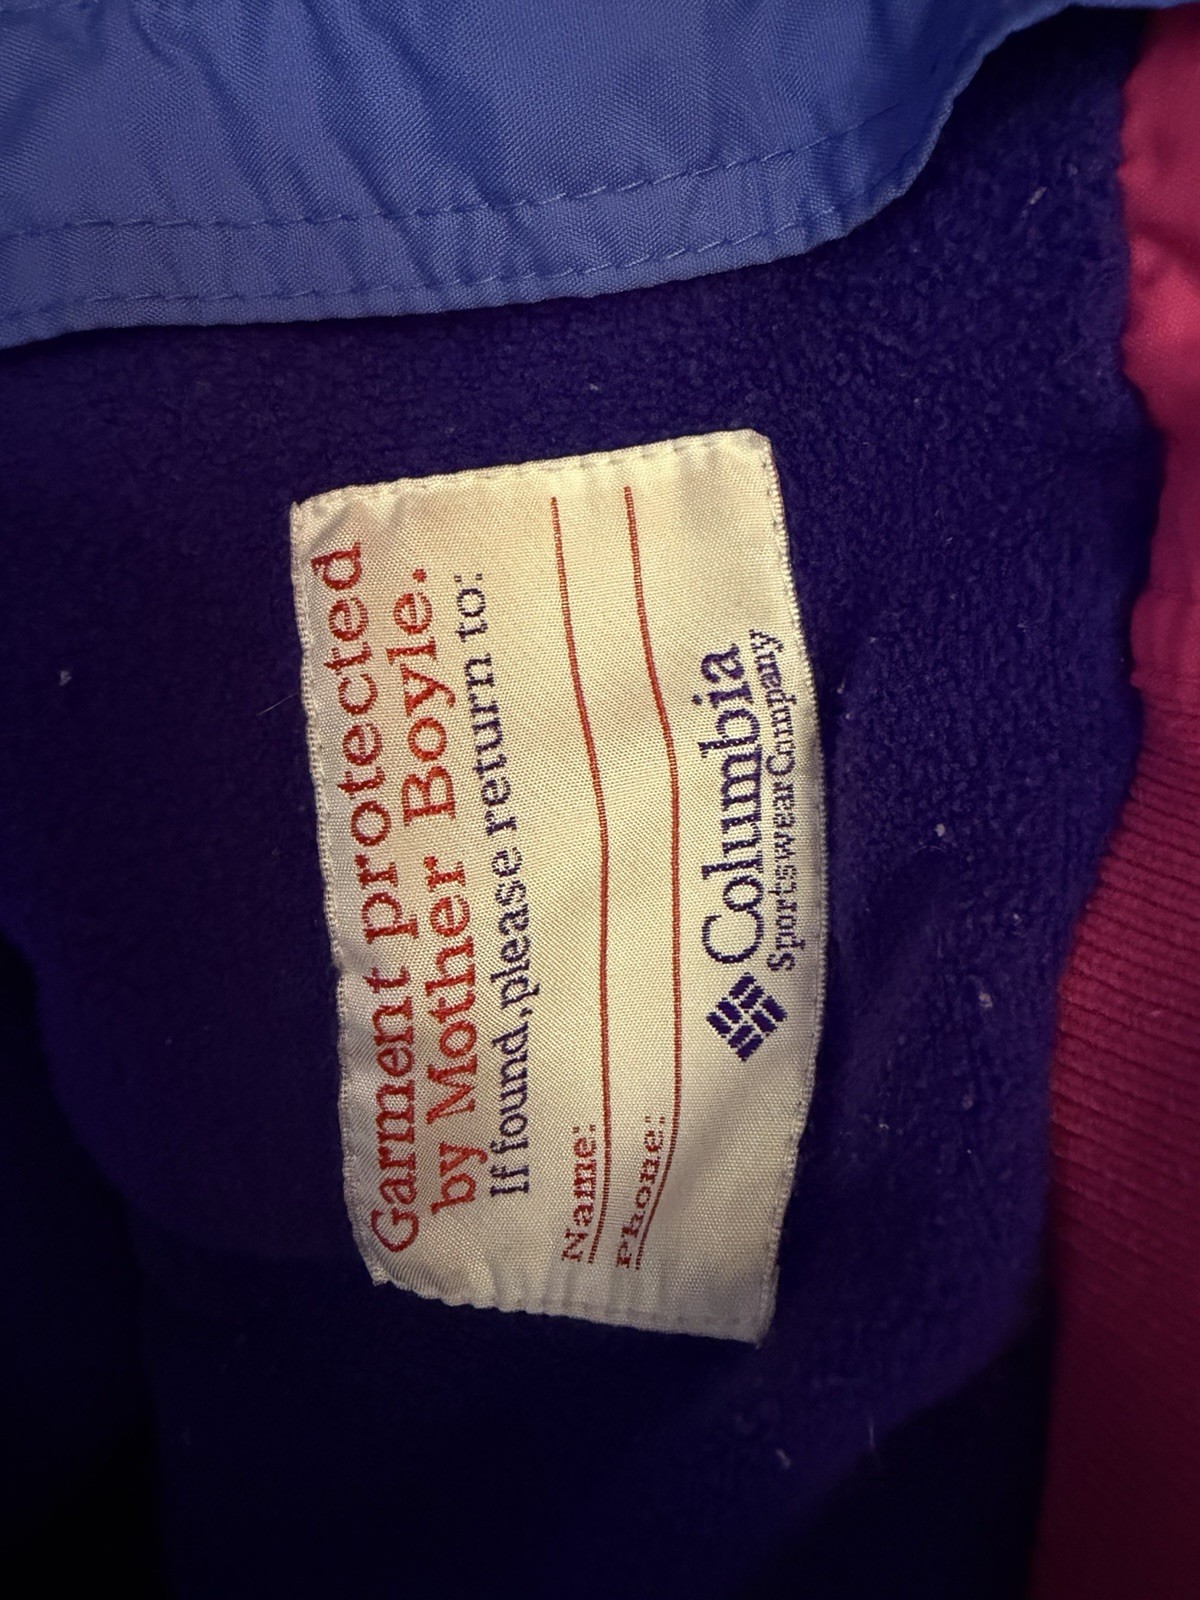 Garment protected
by Mother Boyle.
If found, please return to:
Name:
Phone:
Columbia
Sportswear Company